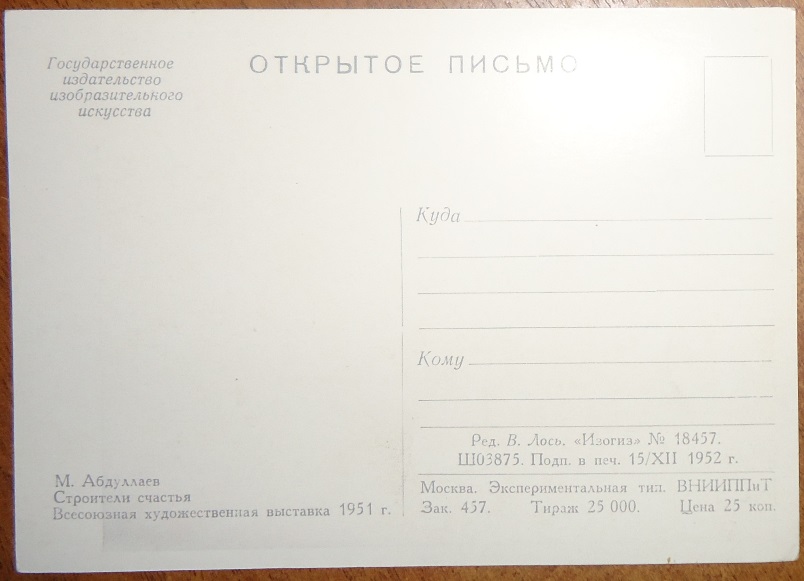 Государственное
издательство
изобразительного
искусства
ОТКРЫТОЕ ПИСЬМО
Куда
Кому
Ред. В. Лось. «Изогиз» № 18457.
Ш03875. Подп. в печ. 15/XII 1952 г.
М. Абдуллаев
Строители счастья
Всесоюзная художественная выставка 1951 г.
Москва. Экспериментальная тип. ВНИИППиТ
Зак. 457. Тираж 25 000. Цена 25 коп.